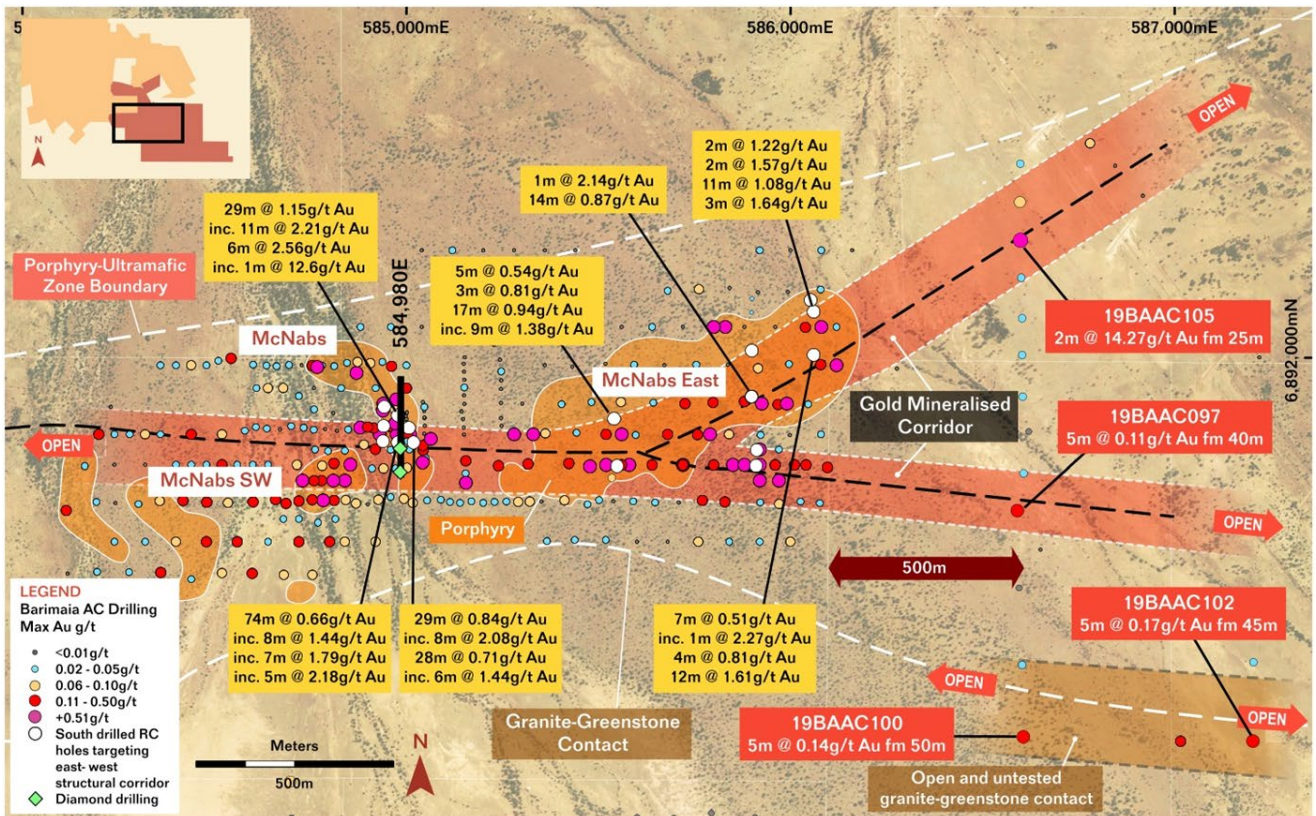 5
585,000mE
586,000mE
587,000mE
N
OPEN
2m @ 1.22g/t Au
2m @ 1.57g/t Au
11m @ 1.08g/t Au
3m @ 1.64g/t Au
1m @ 2.14g/t Au
14m @ 0.87g/t Au
29m @ 1.15g/t Au
inc. 11m @ 2.21g/t Au
6m @ 2.56g/t Au
inc. 1m @ 12.6g/t Au
Porphyry-Ultramafic
Zone Boundary
584,980E
5m @ 0.54g/t Au
3m @ 0.81g/t Au
17m @ 0.94g/t Au
inc. 9m @ 1.38g/t Au
19BAAC105
2m @ 14.27g/t Au fm 25m
6,892,000mN
McNabs
McNabs East
Gold Mineralised
Corridor
19BAAC097
5m @ 0.11g/t Au fm 40m
OPEN
McNabs SW
Porphyry
OPEN
500m
LEGEND
Barimaia AC Drilling
Max Au g/t
<0.01g/t
0.02 - 0.05g/t
0.06 - 0.10g/t
0.11 - 0.50g/t
+0.51g/t
South drilled RC
holes targeting
east- west
structural corridor
Diamond drilling
74m @ 0.66g/t Au
inc. 8m @ 1.44g/t Au
inc. 7m @ 1.79g/t Au
inc. 5m @ 2.18g/t Au
29m @ 0.84g/t Au
inc. 8m @ 2.08g/t Au
28m @ 0.71g/t Au
inc. 6m @ 1.44g/t Au
7m @ 0.51g/t Au
inc. 1m @ 2.27g/t Au
4m @ 0.81g/t Au
12m @ 1.61g/t Au
19BAAC102
5m @ 0.17g/t Au fm 45m
OPEN
OPEN
Granite-Greenstone
Contact
19BAAC100
5m @ 0.14g/t Au fm 50m
Open and untested
granite-greenstone contact
Meters
500m
N